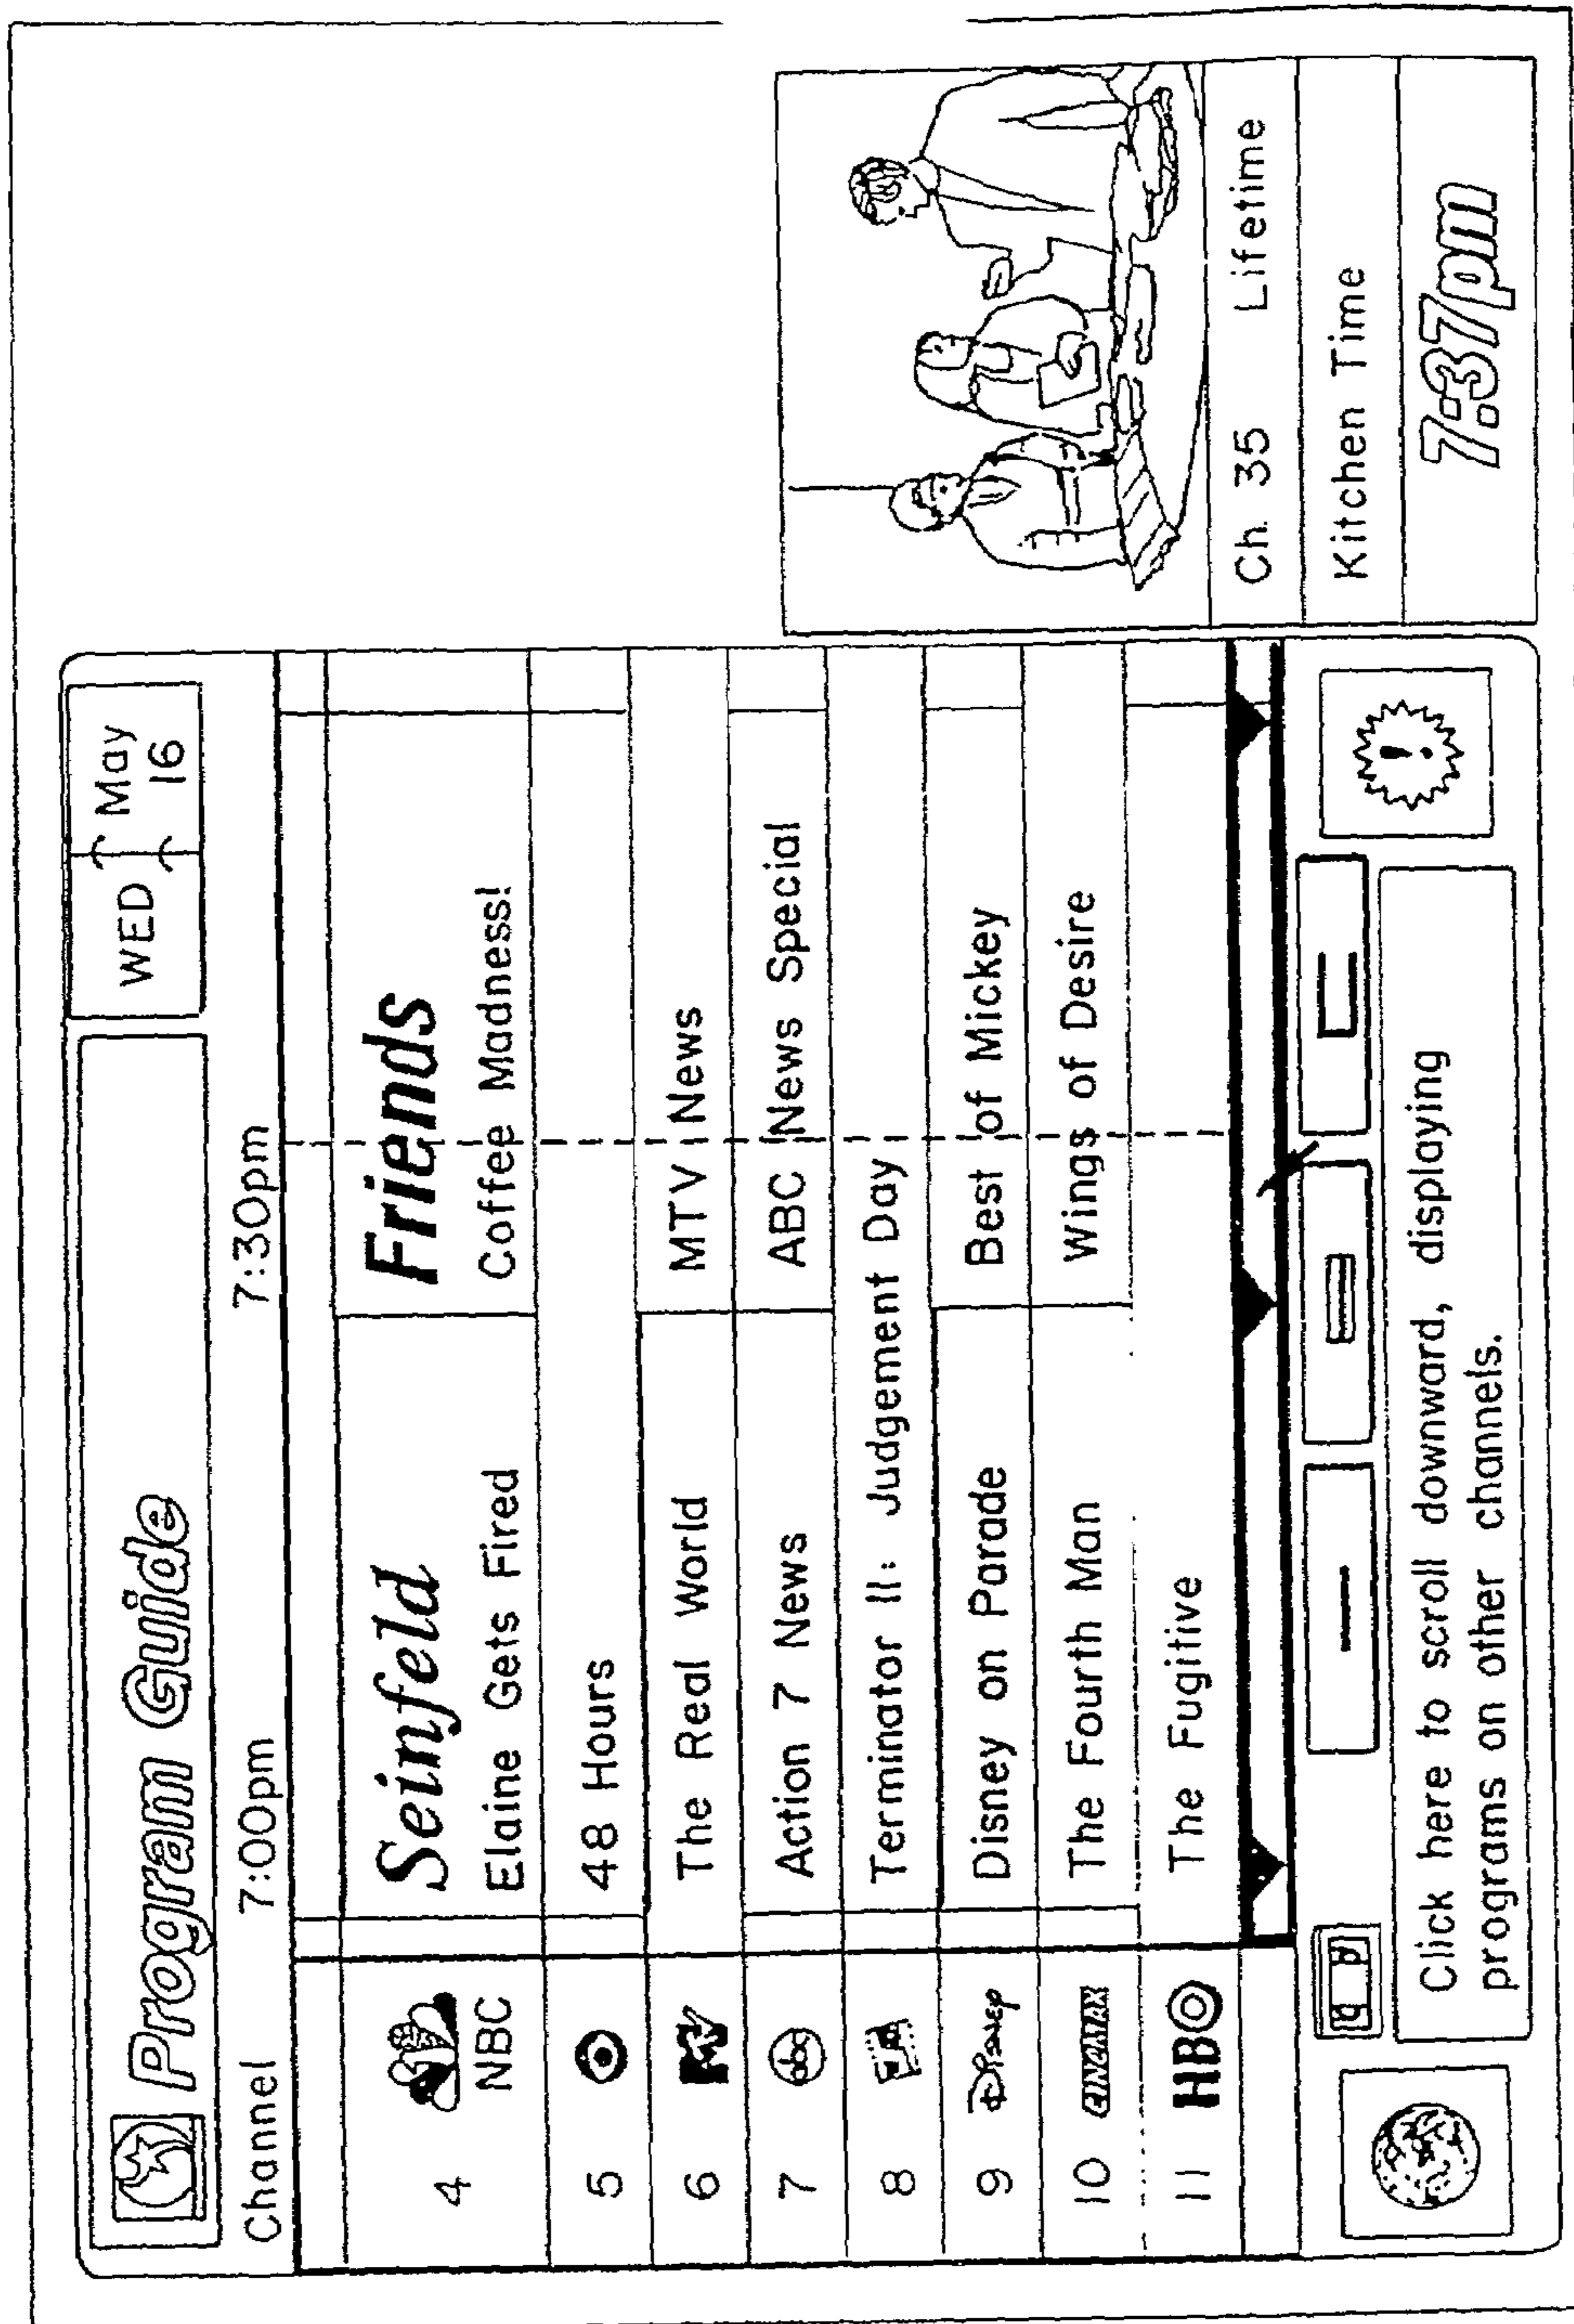 Program Guide
WED May
16
Channel 7:00pm 7:30pm
4 NBC
Seinfeld
Elaine Gets Fired
Friends
Coffee Madness!
5 48 Hours
6 The Real World MTV News
7 abc Action 7 News ABC News Special
8 Terminator II: Judgement Day
9 Disney Disney on Parade Best of Mickey
10 CINEMAX The Fourth Man Wings of Desire
11 HBO The Fugitive
!
Click here to scroll downward, displaying
programs on other channels.
Ch. 35 Lifetime
Kitchen Time
7:37pm